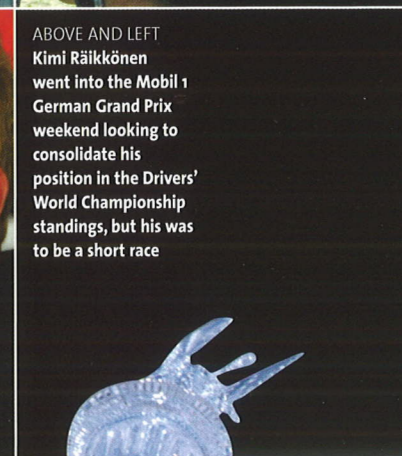 ABOVE AND LEFT
Kimi Räikkönen
went into the Mobil 1
German Grand Prix
weekend looking to
consolidate his
position in the Drivers’
World Championship
standings, but his was
to be a short race